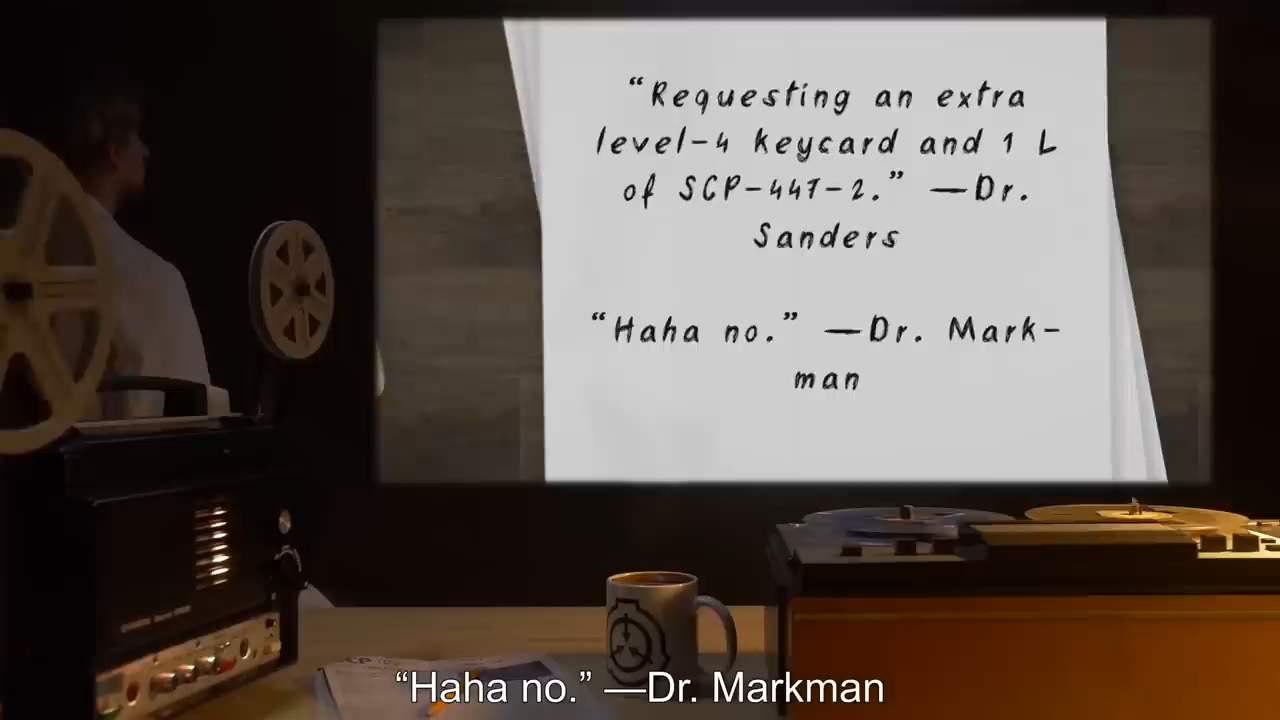 “Requesting an extra
level-4 keycard and 1 L
of SCP-447-2.” —Dr.
Sanders
“Haha no.” —Dr. Mark-
man
“Haha no.” —Dr. Markman